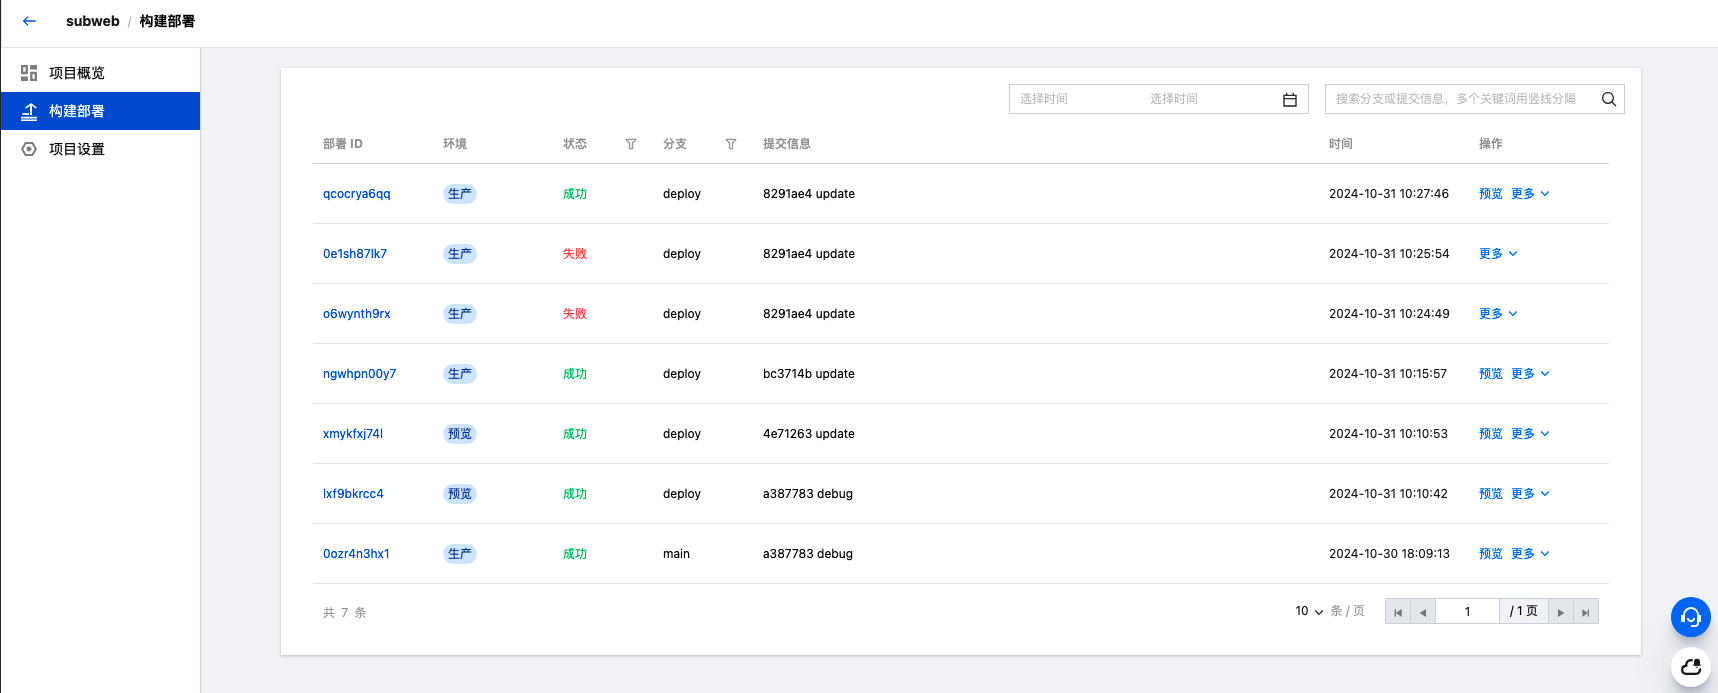 subweb / 构建部署
项目概览
构建部署
项目设置
选择时间 选择时间 搜索分支或提交信息，多个关键词用竖线分隔
部署 ID 环境 状态 分支 提交信息 时间 操作
qcocrya6qq 生产 成功 deploy 8291ae4 update 2024-10-31 10:27:46 预览 更多
0e1sh87lk7 生产 失败 deploy 8291ae4 update 2024-10-31 10:25:54 更多
o6wynth9rx 生产 失败 deploy 8291ae4 update 2024-10-31 10:24:49 更多
ngwhpn00y7 生产 成功 deploy bc3714b update 2024-10-31 10:15:57 预览 更多
xmykfxj74l 预览 成功 deploy 4e71263 update 2024-10-31 10:10:53 预览 更多
lxf9bkrcc4 预览 成功 deploy a387783 debug 2024-10-31 10:10:42 预览 更多
0ozr4n3hx1 生产 成功 main a387783 debug 2024-10-30 18:09:13 预览 更多
共 7 条 10 条 / 页 1 / 1 页